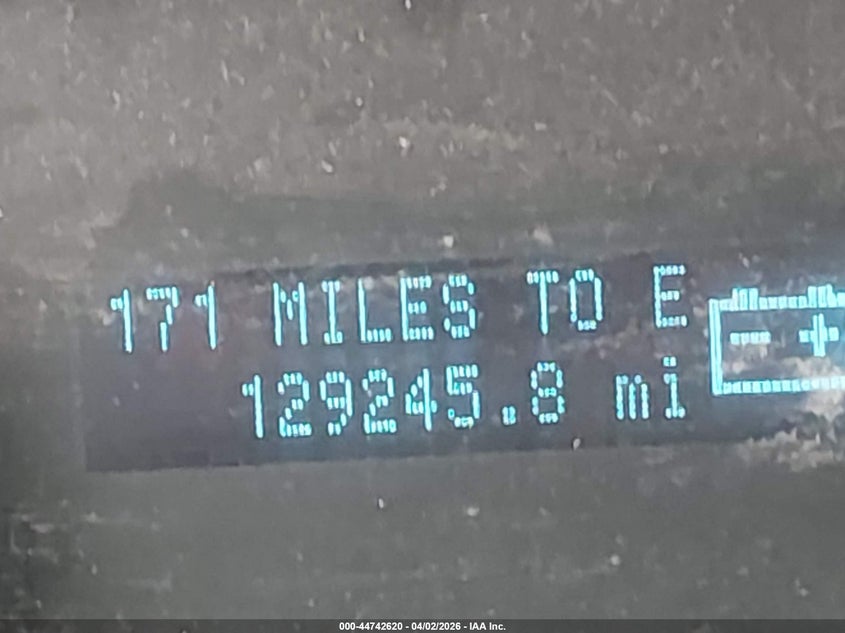 171 MILES TO E
129245.8 mi
- +
000-44742620 - 04/02/2026 - IAA Inc.